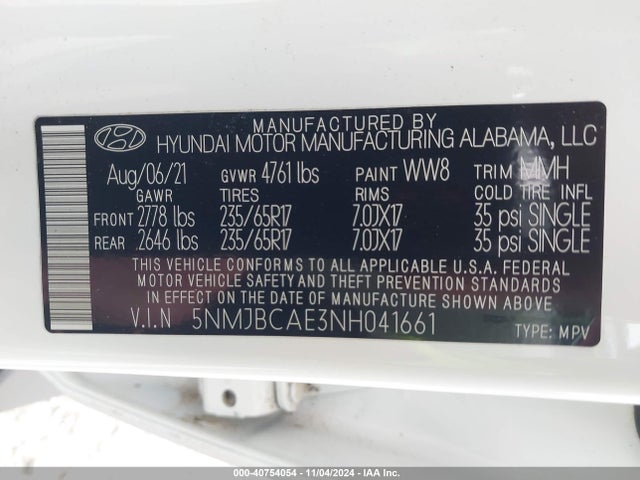 MANUFACTURED BY
HYUNDAI MOTOR MANUFACTURING ALABAMA, LLC
Aug/06/21 GVWR 4761 lbs PAINT WW8 TRIM MMH
GAWR TIRES RIMS COLD TIRE INFL
FRONT 2778 lbs 235/65R17 7.0JX17 35 psi SINGLE
REAR 2646 lbs 235/65R17 7.0JX17 35 psi SINGLE
THIS VEHICLE CONFORMS TO ALL APPLICABLE U.S.A. FEDERAL
MOTOR VEHICLE SAFETY AND THEFT PREVENTION STANDARDS
IN EFFECT ON THE DATE OF MANUFACTURE SHOWN ABOVE.
V.I.N 5NMJBCAE3NH041661 TYPE: MPV
000-40754054 - 11/04/2024 - IAAI.com